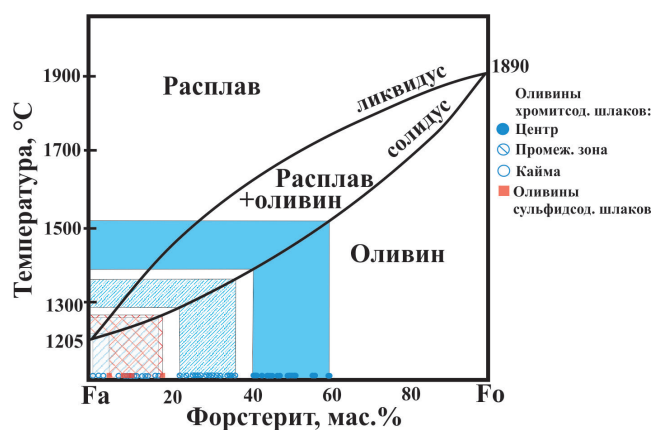 Температура, °C
1900
1700
1500
1300
1205
Расплав
ликвидус
солидус
Расплав
+оливин
Оливин
1890
Fa
20
40
60
80
Fo
Форстерит, мас.%
Оливины
хромитсод. шлаков:
Центр
Промеж. зона
Кайма
Оливины
сульфидсод. шлаков